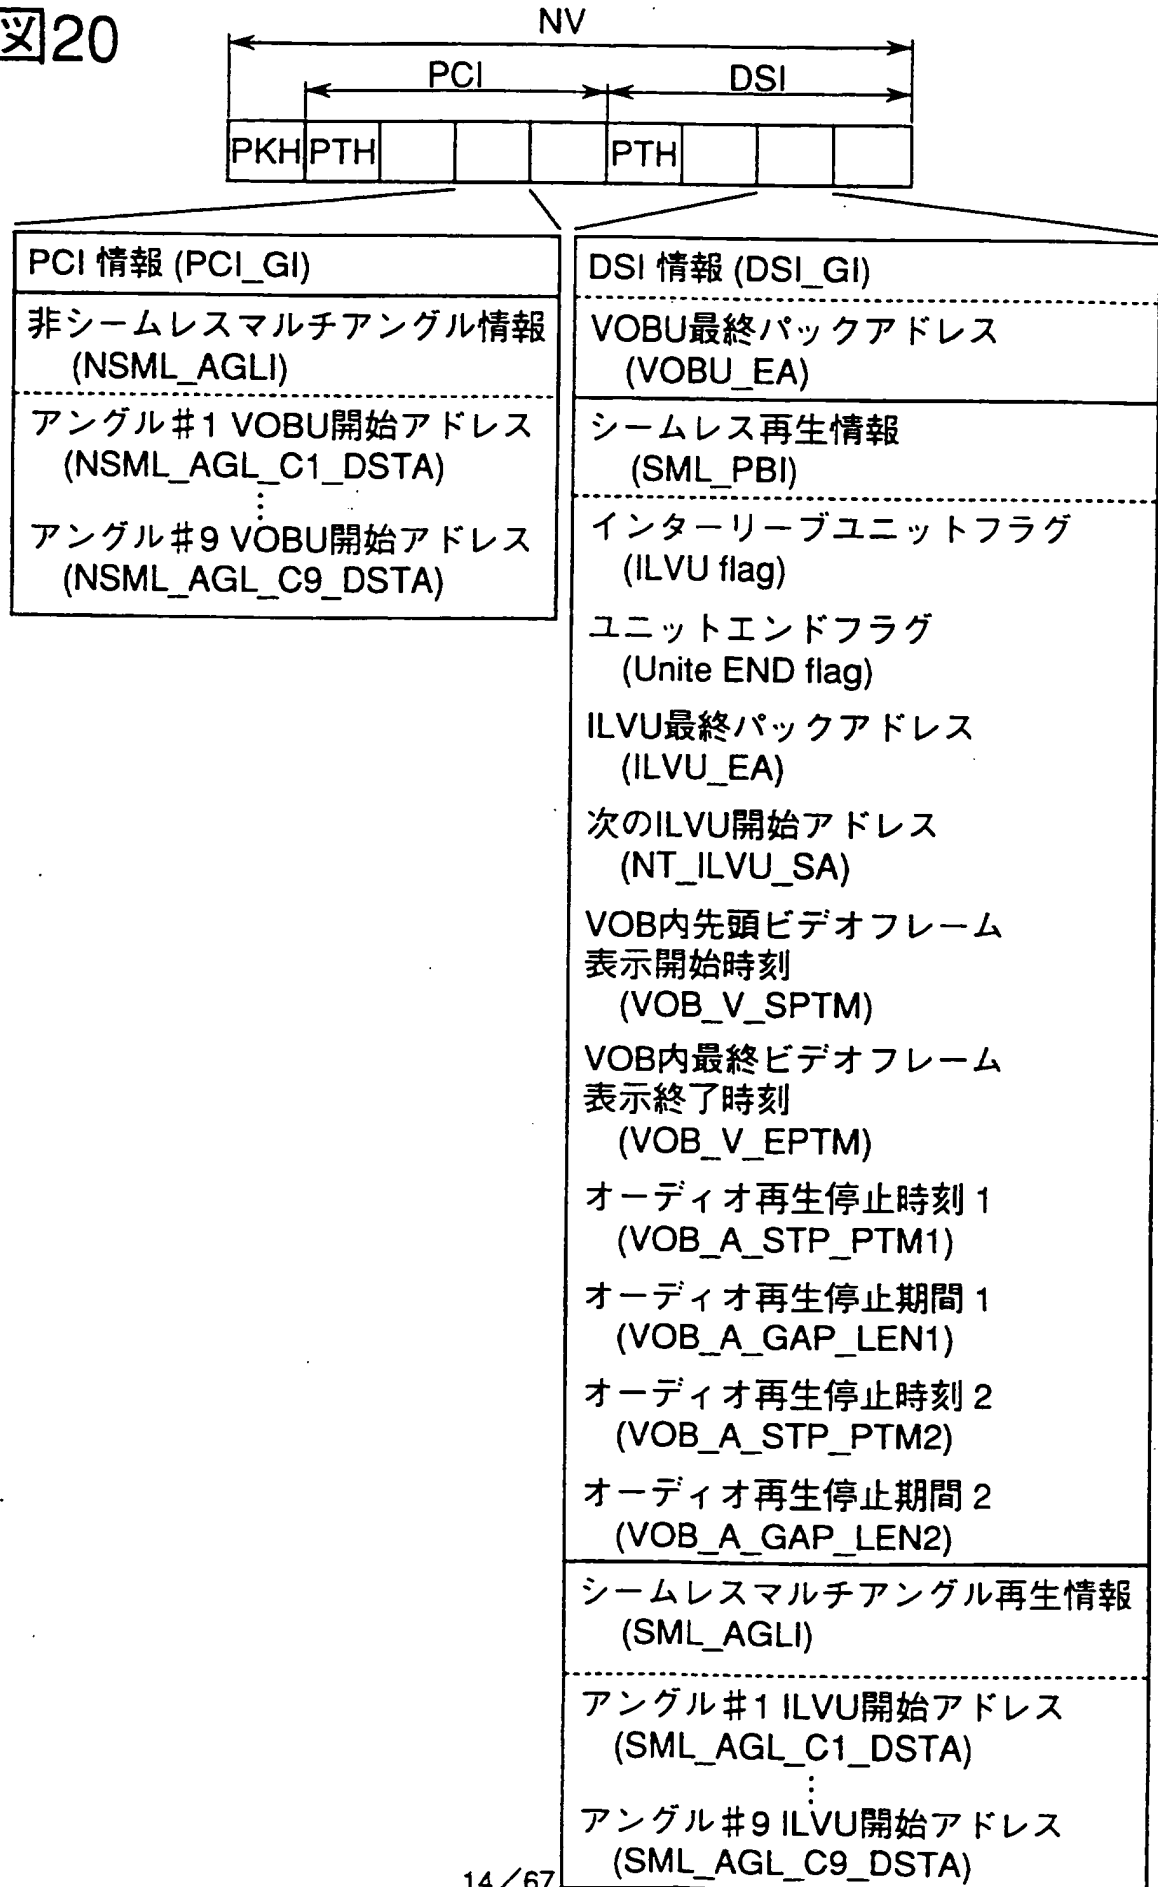 図20
NV
PCI
DSI
PKH
PTH
PTH
PCI 情報 (PCI_GI)
非シームレスマルチアングル情報
(NSML_AGLI)
アングル#1 VOBU開始アドレス
(NSML_AGL_C1_DSTA)
⋮
アングル#9 VOBU開始アドレス
(NSML_AGL_C9_DSTA)
DSI 情報 (DSI_GI)
VOBU最終パックアドレス
(VOBU_EA)
シームレス再生情報
(SML_PBI)
インターリーブユニットフラグ
(ILVU flag)
ユニットエンドフラグ
(Unite END flag)
ILVU最終パックアドレス
(ILVU_EA)
次のILVU開始アドレス
(NT_ILVU_SA)
VOB内先頭ビデオフレーム
表示開始時刻
(VOB_V_SPTM)
VOB内最終ビデオフレーム
表示終了時刻
(VOB_V_EPTM)
オーディオ再生停止時刻 1
(VOB_A_STP_PTM1)
オーディオ再生停止期間 1
(VOB_A_GAP_LEN1)
オーディオ再生停止時刻 2
(VOB_A_STP_PTM2)
オーディオ再生停止期間 2
(VOB_A_GAP_LEN2)
シームレスマルチアングル再生情報
(SML_AGLI)
アングル#1 ILVU開始アドレス
(SML_AGL_C1_DSTA)
⋮
アングル#9 ILVU開始アドレス
(SML_AGL_C9_DSTA)
14/67